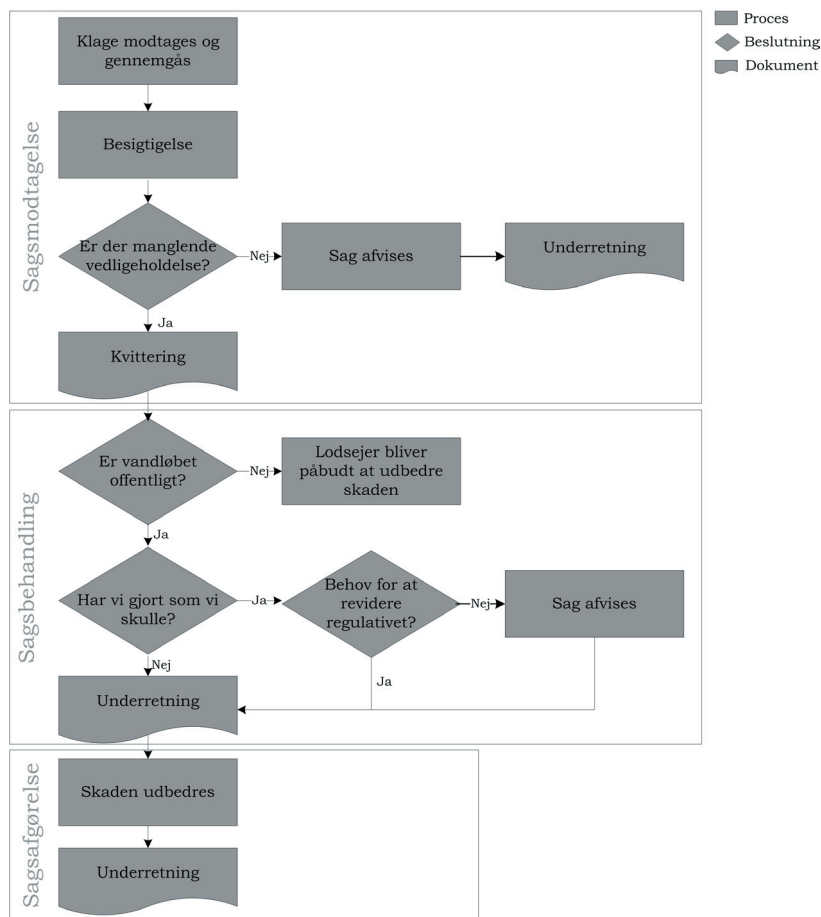 Proces
Beslutning
Dokument
Sagsmodtagelse
Klage modtages og
gennemgås
Besigtigelse
Er der manglende
vedligeholdelse?
Nej
Sag afvises
Underretning
Ja
Kvittering
Sagsbehandling
Er vandløbet
offentligt?
Nej
Lodsejer bliver
påbudt at udbedre
skaden
Ja
Har vi gjort som vi
skulle?
Ja
Behov for at
revidere
regulativet?
Nej
Sag afvises
Nej
Ja
Underretning
Sagsafgørelse
Skaden udbedres
Underretning